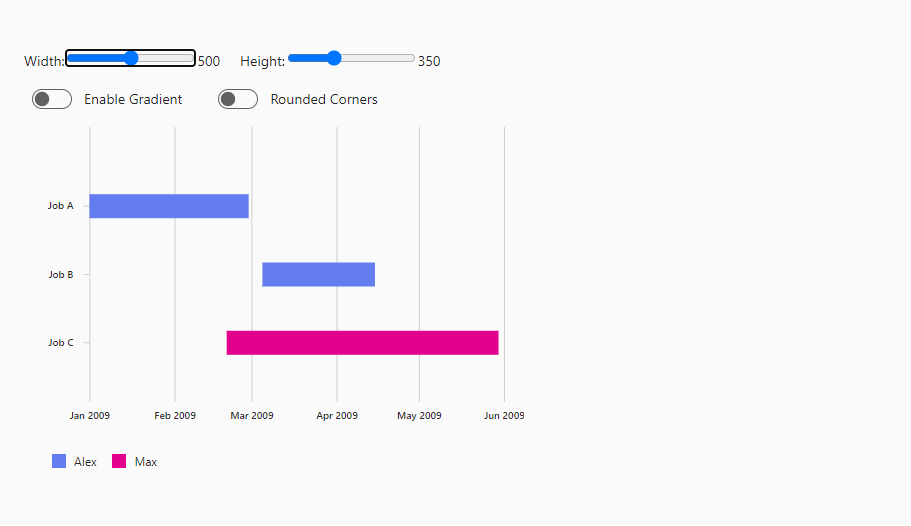 Width: 500 Height: 350
Enable Gradient Rounded Corners
Job A
Job B
Job C
Jan 2009 Feb 2009 Mar 2009 Apr 2009 May 2009 Jun 2009
Alex Max